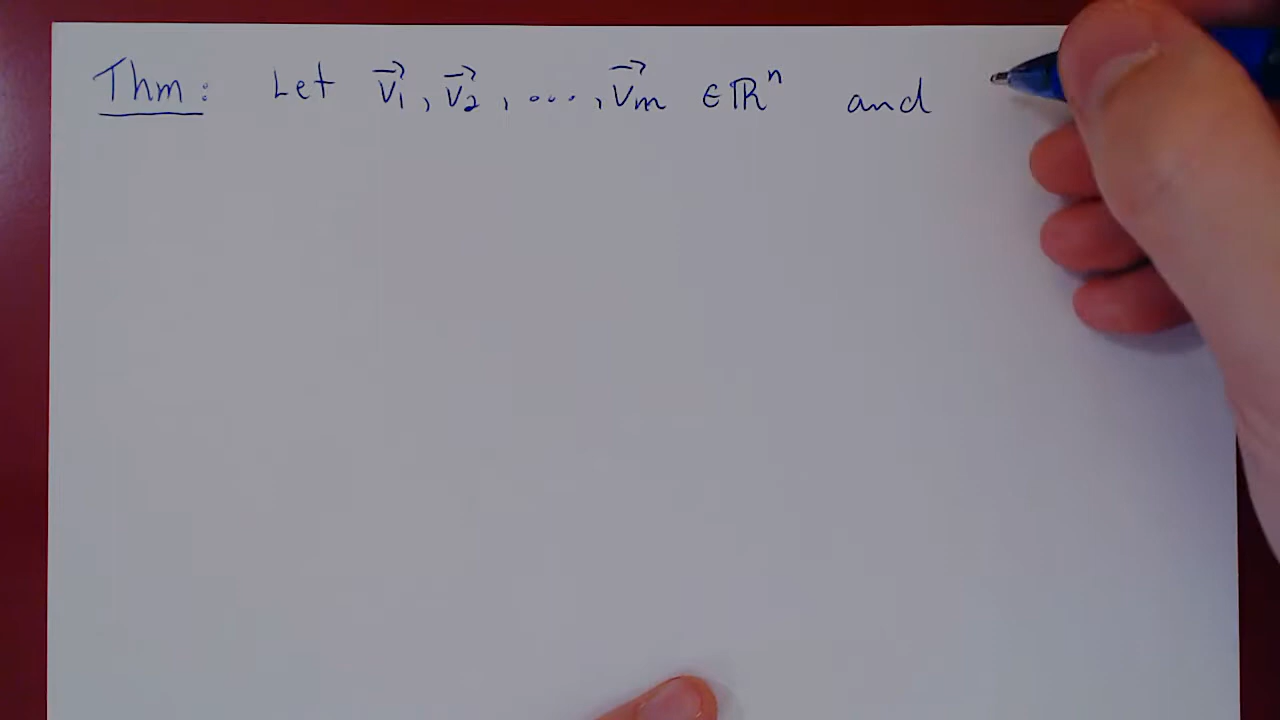 Thm: Let v⃗₁, v⃗₂, ..., v⃗ₘ ∈ ℝⁿ and